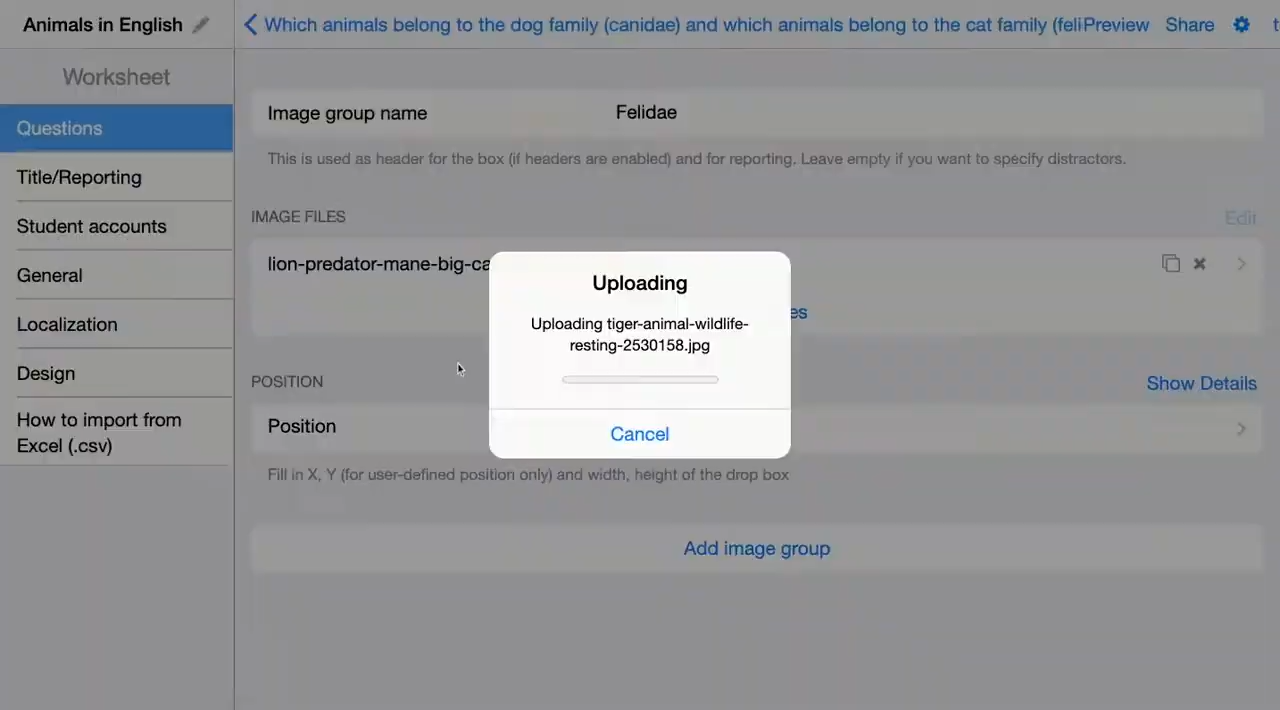 Animals in English
Which animals belong to the dog family (canidae) and which animals belong to the cat family (feli
Preview
Share
Worksheet
Questions
Title/Reporting
Student accounts
General
Localization
Design
How to import from
Excel (.csv)
Image group name
Felidae
This is used as header for the box (if headers are enabled) and for reporting. Leave empty if you want to specify distractors.
IMAGE FILES
Edit
lion-predator-mane-big-ca
es
Uploading
Uploading tiger-animal-wildlife-
resting-2530158.jpg
Cancel
POSITION
Show Details
Position
Fill in X, Y (for user-defined position only) and width, height of the drop box
Add image group